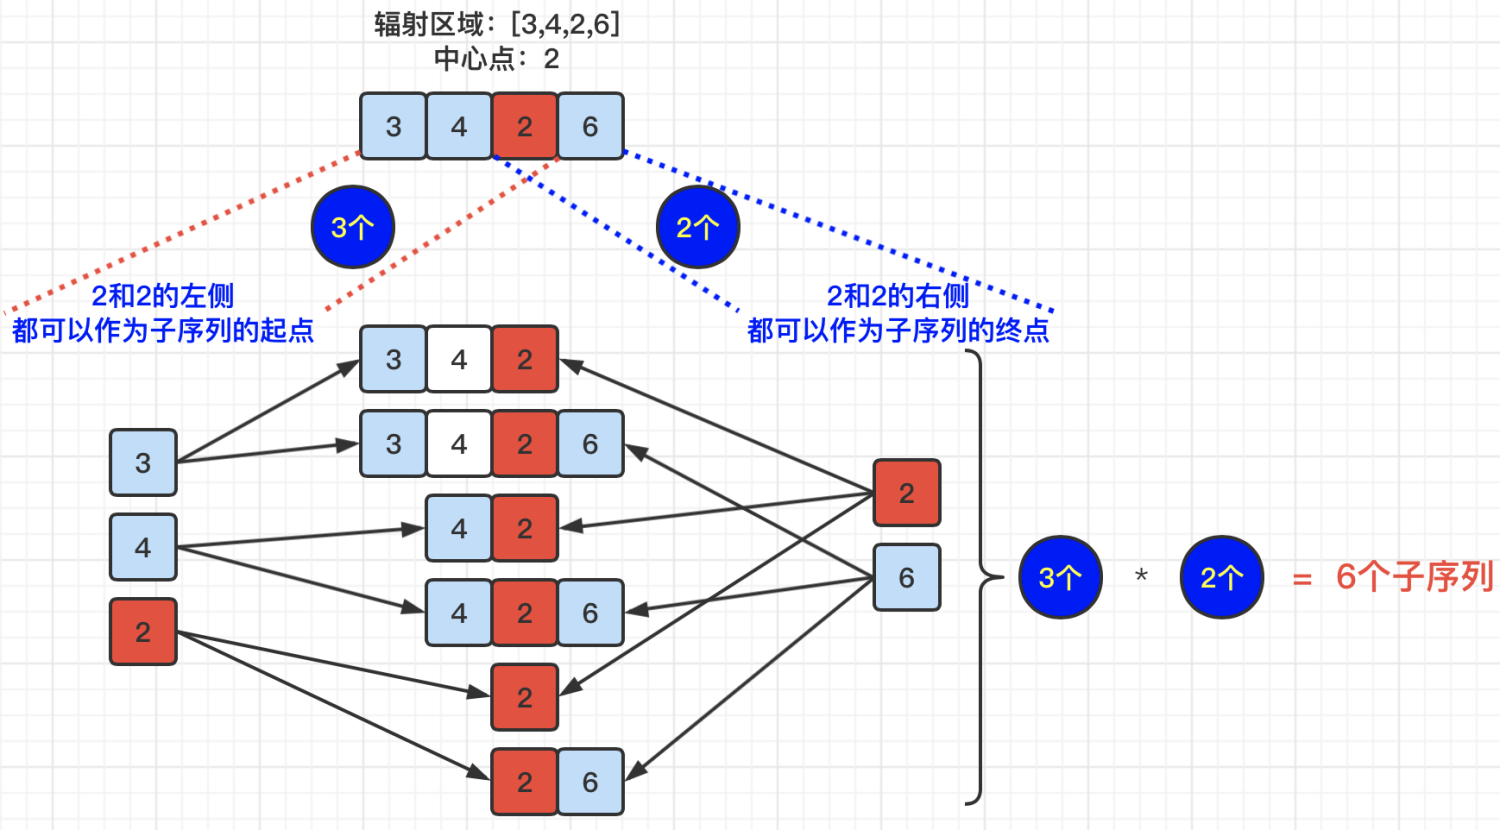 辐射区域：[3,4,2,6]
中心点：2
3 4 2 6
3个
2个
2和2的左侧
都可以作为子序列的起点
2和2的右侧
都可以作为子序列的终点
3 4 2
3 4 2 6
3
4 2
2
4
4 2 6
6
3个 * 2个 = 6个子序列
2
2
2 6